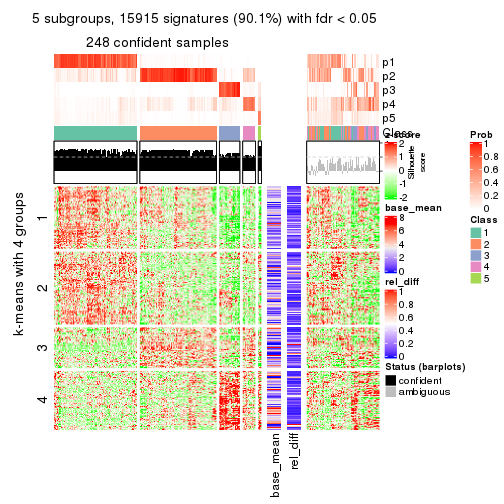 5 subgroups, 15915 signatures (90.1%) with fdr < 0.05
248 confident samples
p1
p2
p3
p4
p5
Class
z-score
2
1
0
-1
-2
Silhouette
score
Prob
1
0.8
0.6
0.4
0.2
0
Class
1
2
3
4
5
base_mean
8
6
4
2
0
rel_diff
1
0.8
0.6
0.4
0.2
0
Status (barplots)
confident
ambiguous
k-means with 4 groups
1
2
3
4
base_mean
rel_diff